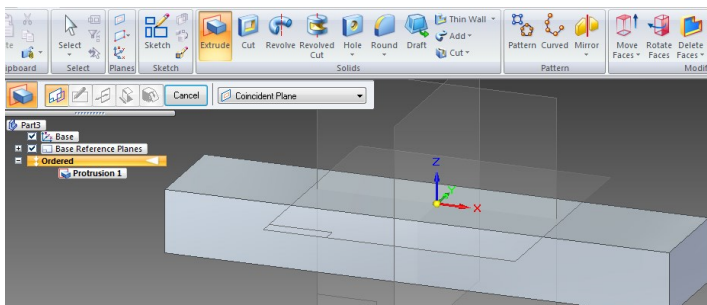 Select
Sketch
Extrude
Cut
Revolve
Revolved
Cut
Hole
Round
Draft
Thin Wall
Add
Cut
Pattern
Curved
Mirror
Move
Faces
Rotate
Faces
Delete
Faces
Select
Planes
Sketch
Solids
Pattern
Cancel
Coincident Plane
Part3
Base
Base Reference Planes
Ordered
Protrusion 1
Z
Y
X